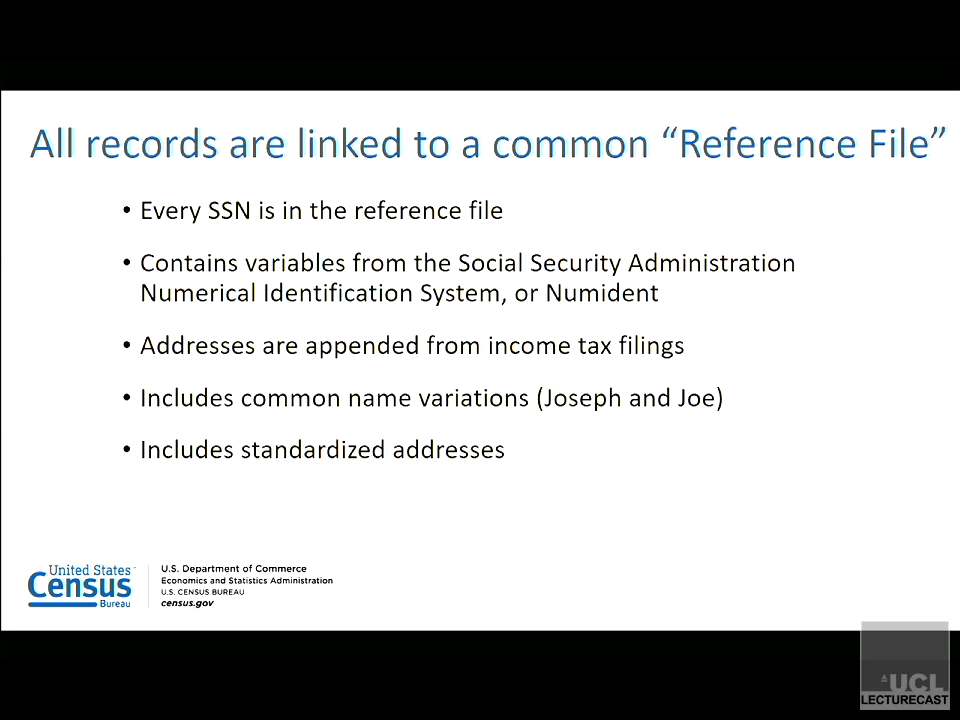 All records are linked to a common “Reference File”
• Every SSN is in the reference file
• Contains variables from the Social Security Administration
Numerical Identification System, or Numident
• Addresses are appended from income tax filings
• Includes common name variations (Joseph and Joe)
• Includes standardized addresses
United States
Census
Bureau
U.S. Department of Commerce
Economics and Statistics Administration
U.S. CENSUS BUREAU
census.gov
UCL
LECTURECAST